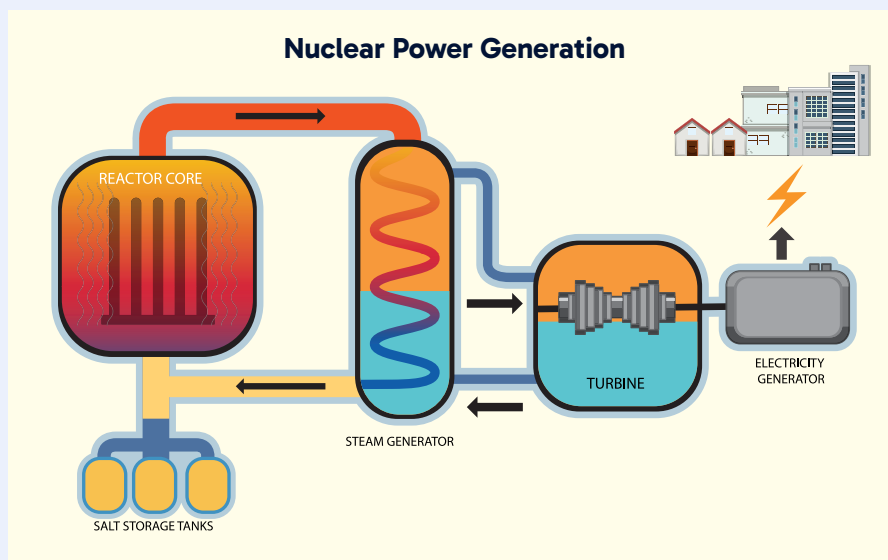 Nuclear Power Generation
REACTOR CORE
TURBINE
ELECTRICITY
GENERATOR
STEAM GENERATOR
SALT STORAGE TANKS